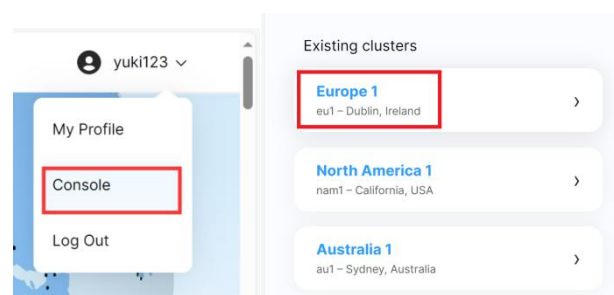 yuki123
My Profile
Console
Log Out
Existing clusters
Europe 1
eu1 – Dublin, Ireland
North America 1
nam1 – California, USA
Australia 1
au1 – Sydney, Australia